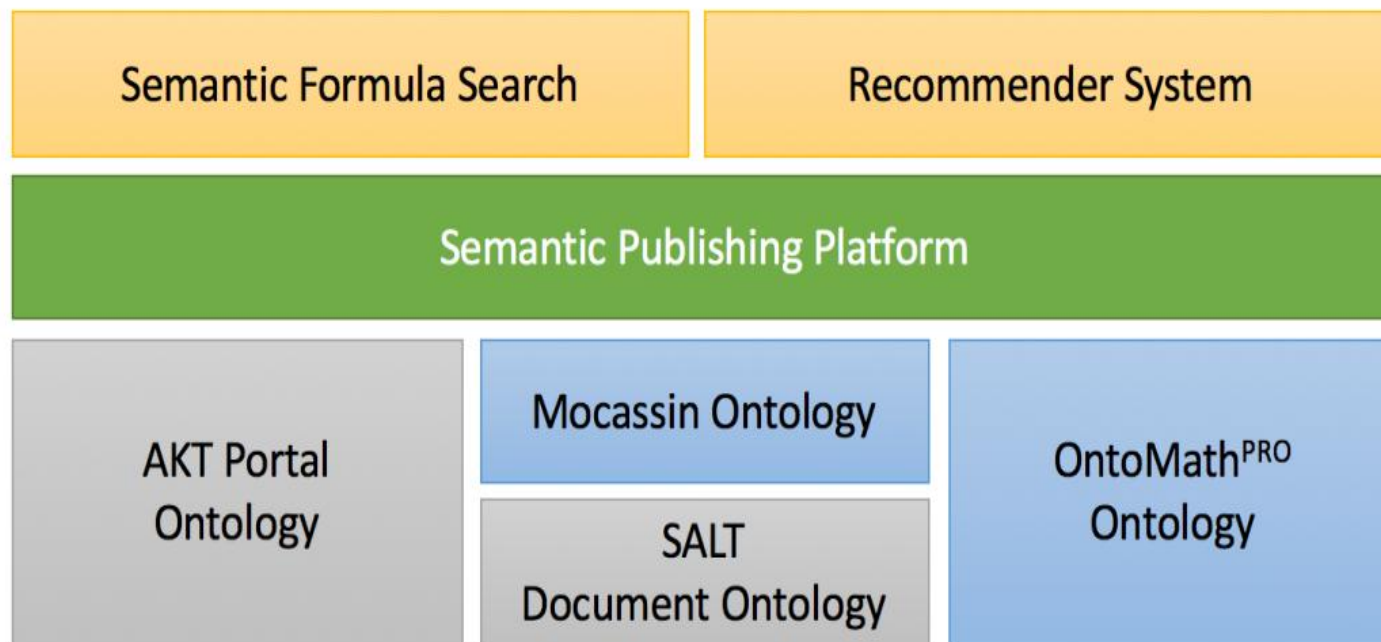 Semantic Formula Search
Recommender System
Semantic Publishing Platform
AKT Portal
Ontology
Mocassin Ontology
SALT
Document Ontology
OntoMathPRO
Ontology